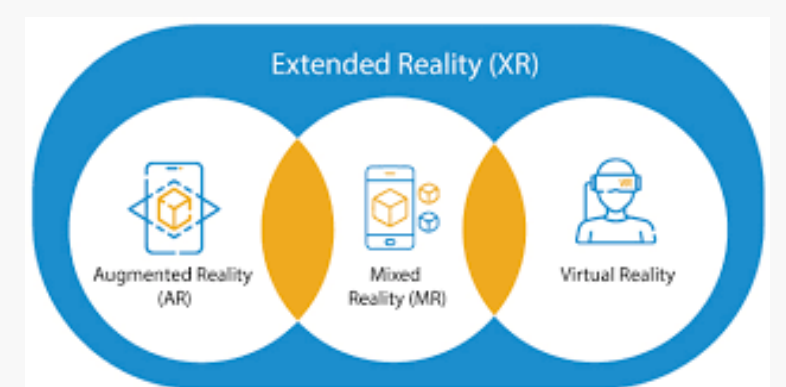 Extended Reality (XR)
Augmented Reality
(AR)
Mixed
Reality (MR)
Virtual Reality